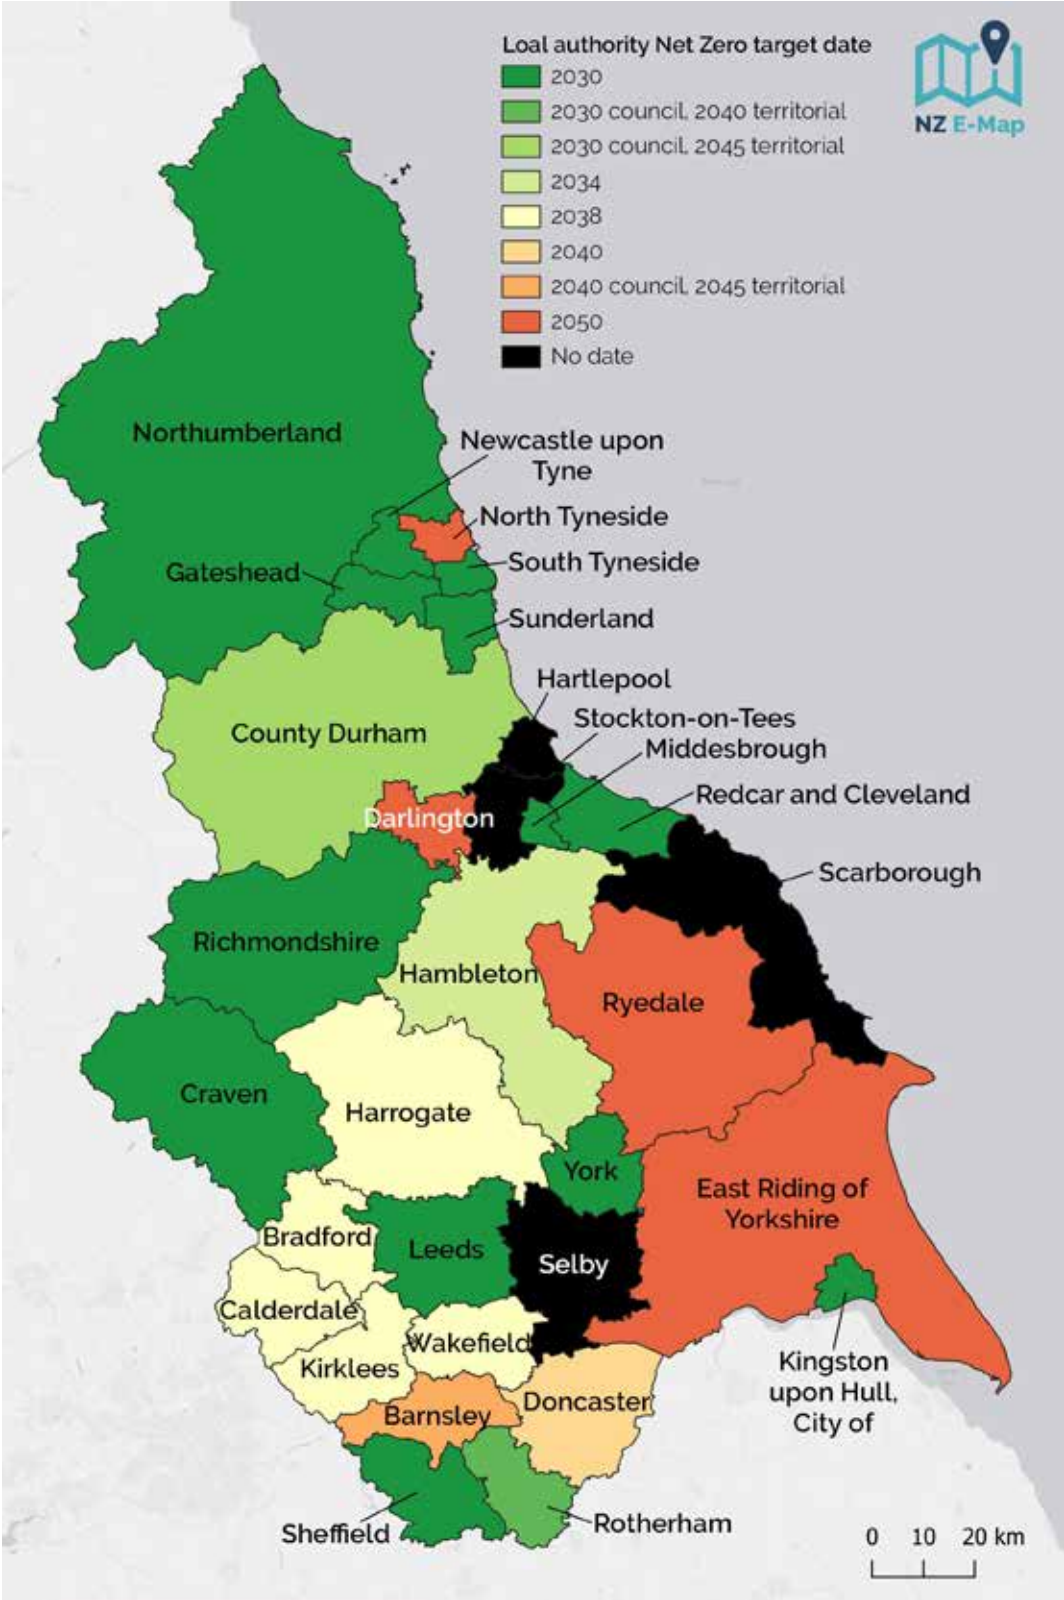 Loal authority Net Zero target date
2030
2030 council, 2040 territorial
2030 council, 2045 territorial
2034
2038
2040
2040 council, 2045 territorial
2050
No date
NZ E-Map
Northumberland
Newcastle upon
Tyne
North Tyneside
South Tyneside
Gateshead
Sunderland
Hartlepool
Stockton-on-Tees
Middesbrough
County Durham
Redcar and Cleveland
Darlington
Scarborough
Richmondshire
Hambleton
Ryedale
Craven
Harrogate
York
East Riding of
Yorkshire
Bradford
Leeds
Selby
Calderdale
Wakefield
Kirklees
Kingston
upon Hull,
City of
Barnsley
Doncaster
Sheffield
Rotherham
0 10 20 km